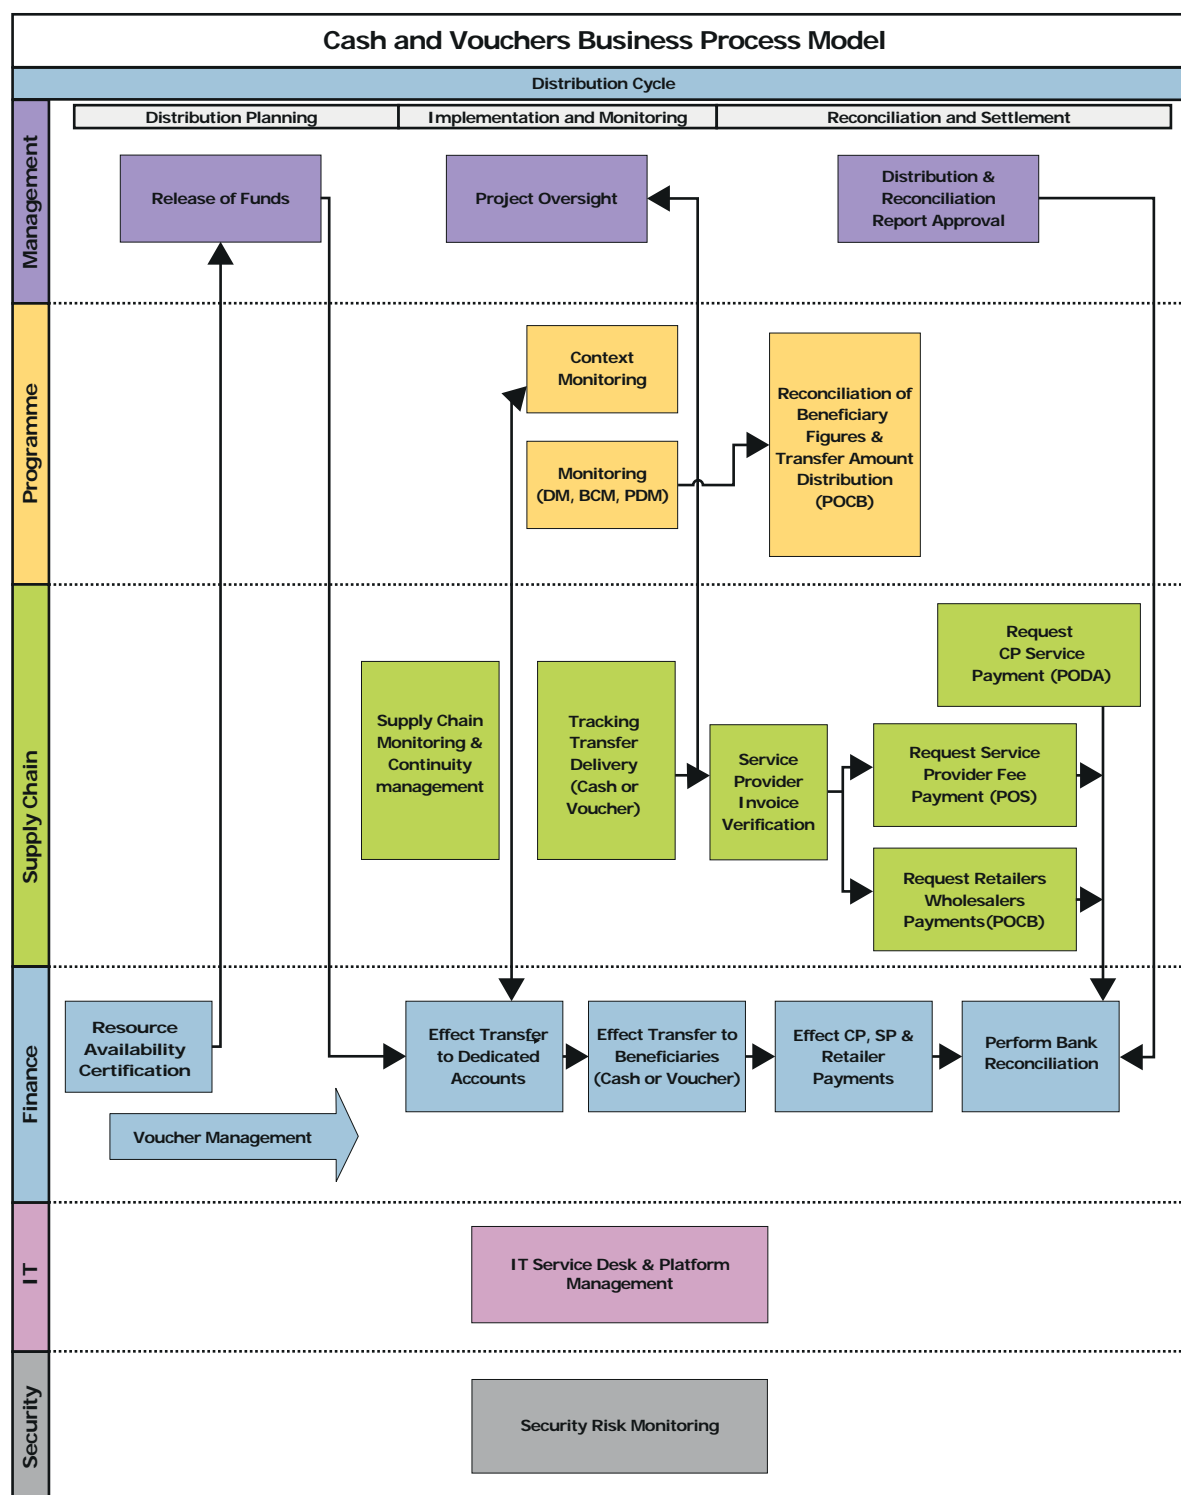 Cash and Vouchers Business Process Model
Distribution Cycle
Distribution Planning
Implementation and Monitoring
Reconciliation and Settlement
Management
Release of Funds
Project Oversight
Distribution &
Reconciliation
Report Approval
Programme
Context
Monitoring
Monitoring
(DM, BCM, PDM)
Reconciliation of
Beneficiary
Figures &
Transfer Amount
Distribution
(POCB)
Supply Chain
Supply Chain
Monitoring &
Continuity
management
Tracking
Transfer
Delivery
(Cash or
Voucher)
Service
Provider
Invoice
Verification
Request
CP Service
Payment (PODA)
Request Service
Provider Fee
Payment (POS)
Request Retailers
Wholesalers
Payments(POCB)
Finance
Resource
Availability
Certification
Voucher Management
Effect Transfer
to Dedicated
Accounts
Effect Transfer to
Beneficiaries
(Cash or Voucher)
Effect CP, SP &
Retailer
Payments
Perform Bank
Reconciliation
IT
IT Service Desk & Platform
Management
Security
Security Risk Monitoring